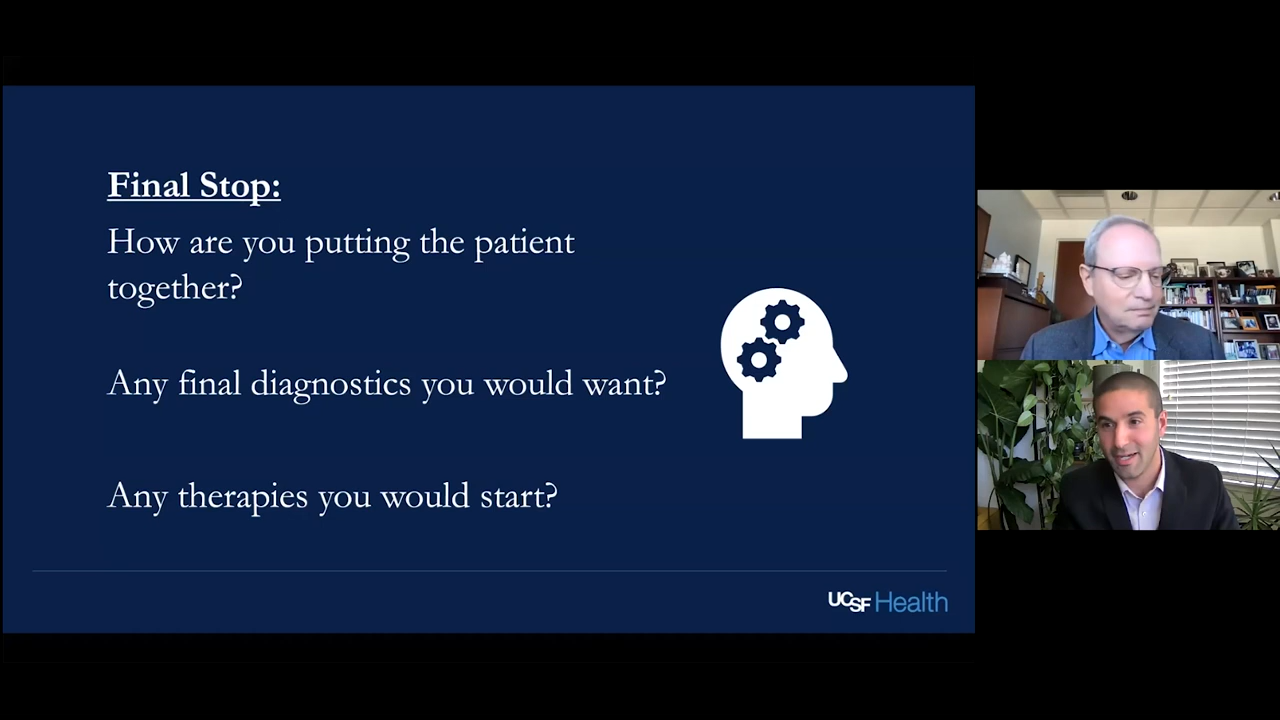 Final Stop:
How are you putting the patient
together?
Any final diagnostics you would want?
Any therapies you would start?
UCSF Health